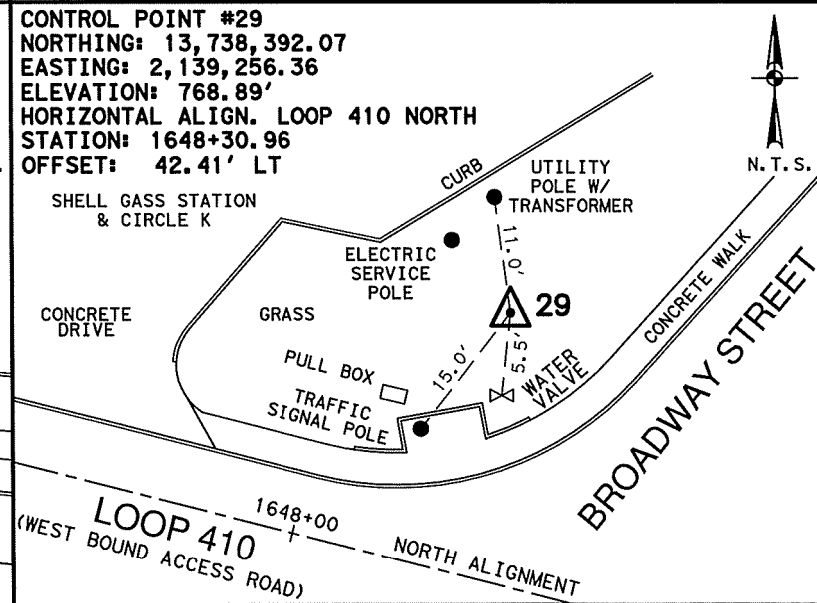 CONTROL POINT #29
NORTHING: 13,738,392.07
EASTING: 2,139,256.36
ELEVATION: 768.89'
HORIZONTAL ALIGN. LOOP 410 NORTH
STATION: 1648+30.96
OFFSET: 42.41' LT
N.T.S.
CURB
UTILITY
POLE W/
TRANSFORMER
SHELL GASS STATION
& CIRCLE K
ELECTRIC
SERVICE
POLE
11.0'
CONCRETE
DRIVE
GRASS
29
CONCRETE WALK
BROADWAY STREET
PULL BOX
15.0'
5.5'
WATER
VALVE
TRAFFIC
SIGNAL POLE
1648+00
LOOP 410
(WEST BOUND ACCESS ROAD)
NORTH ALIGNMENT